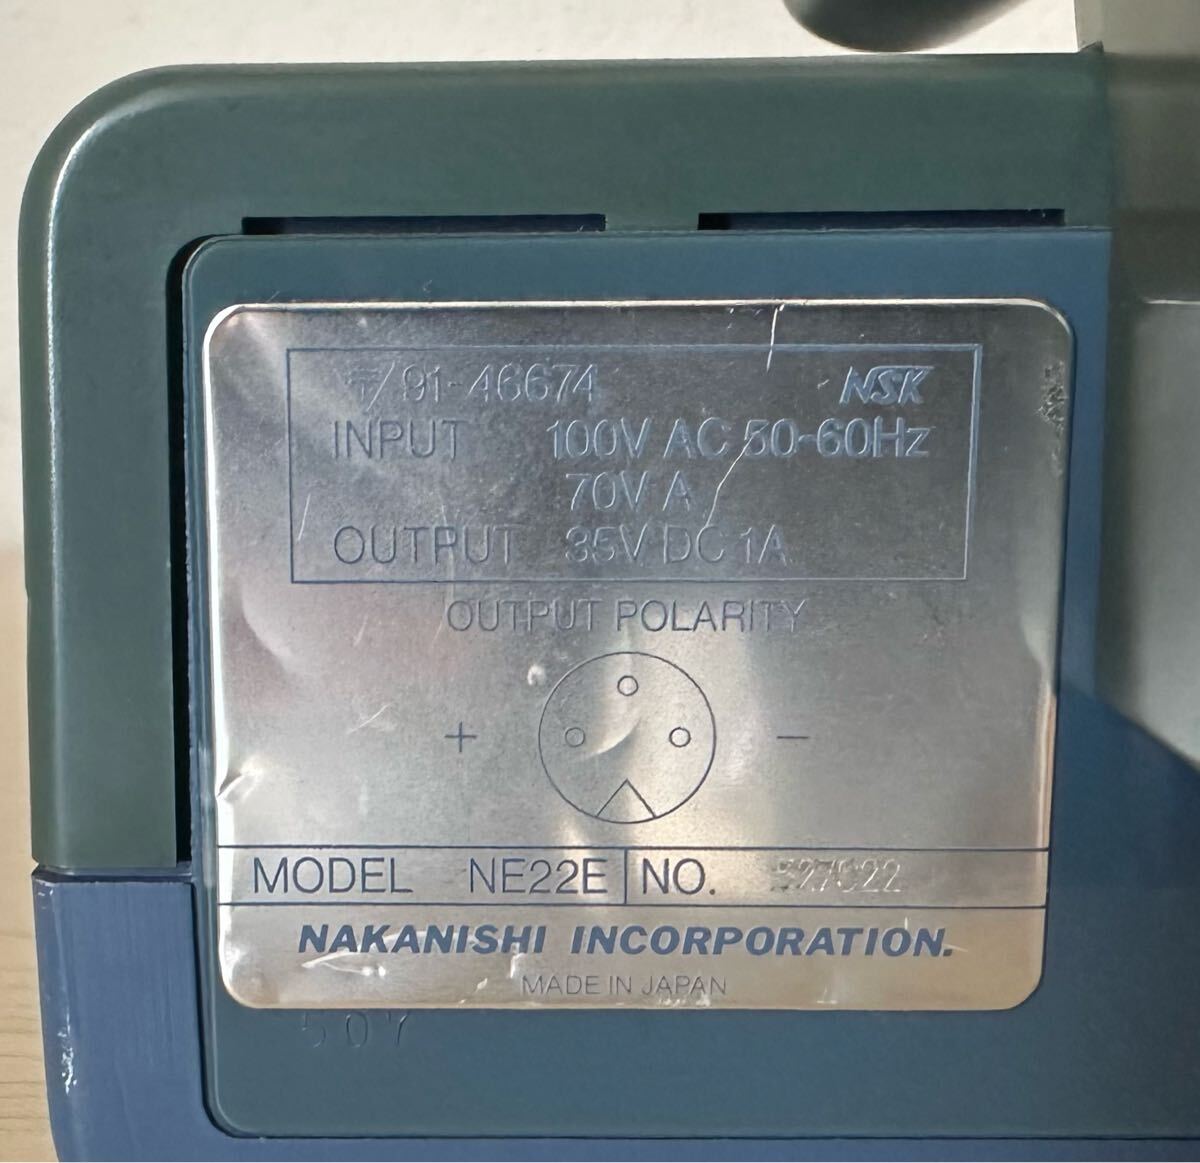 〒/91-46674 NSK
INPUT 100V AC 50-60Hz
70V A
OUTPUT 35V DC 1A
OUTPUT POLARITY
+ −
MODEL NE22E NO. 527C22
NAKANISHI INCORPORATION.
MADE IN JAPAN
507